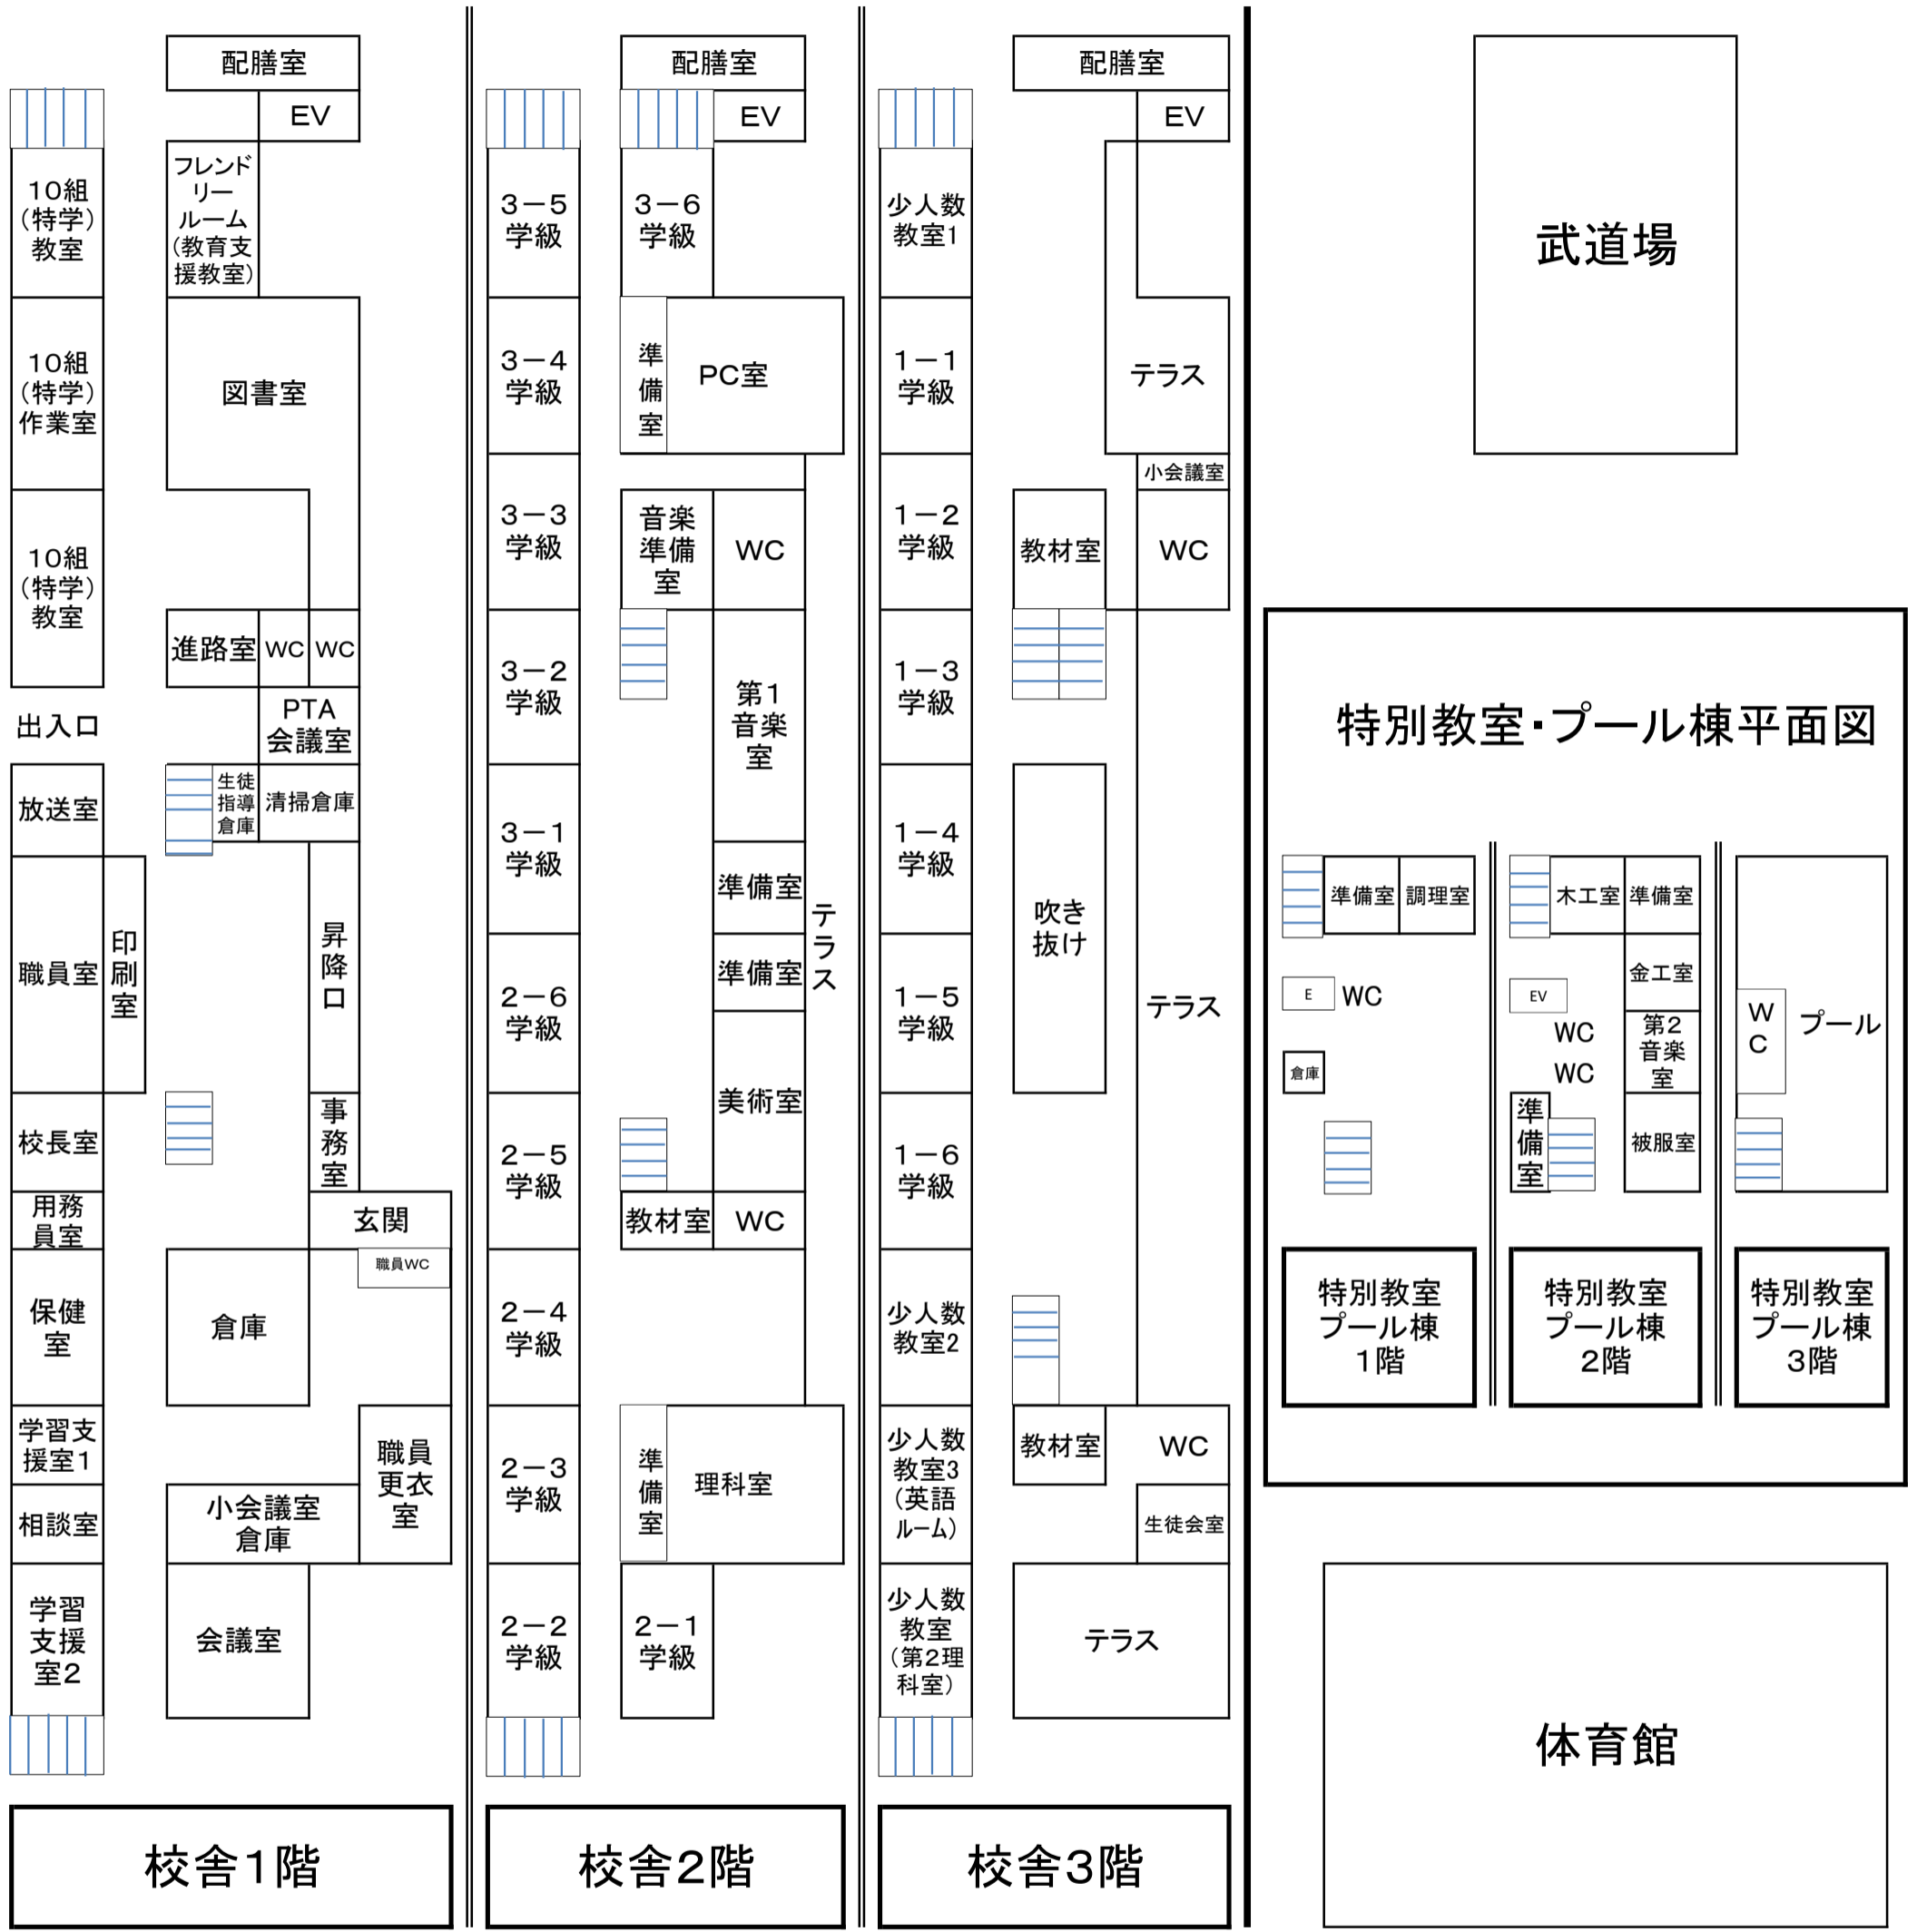 配膳室
EV
10組
（特学）
教室
フレンド
リー
ルーム
（教育支
援教室）
10組
（特学）
作業室
図書室
10組
（特学）
教室
進路室
WC
WC
出入口
PTA
会議室
放送室
生徒
指導
倉庫
清掃倉庫
職員室
印
刷
室
昇
降
口
校長室
事
務
室
用務
員室
玄関
職員WC
保健
室
倉庫
学習支
援室1
職員
更衣
室
相談室
小会議室
倉庫
学習
支援
室2
会議室
校舎1階
配膳室
EV
3－5
学級
3－6
学級
3－4
学級
準
備
室
PC室
3－3
学級
音楽
準備
室
WC
3－2
学級
第1
音楽
室
3－1
学級
準備室
テ
ラ
ス
2－6
学級
準備室
美術室
2－5
学級
教材室
WC
2－4
学級
2－3
学級
準
備
室
理科室
2－2
学級
2－1
学級
校舎2階
配膳室
EV
少人数
教室1
1－1
学級
テラス
小会議室
1－2
学級
教材室
WC
1－3
学級
1－4
学級
吹き
抜け
1－5
学級
テラス
1－6
学級
少人数
教室2
少人数
教室3
（英語
ルーム）
教材室
WC
生徒会室
少人数
教室
（第2理
科室）
テラス
校舎3階
武道場
特別教室・プール棟平面図
準備室
調理室
E
WC
倉庫
特別教室
プール棟
1階
木工室
準備室
金工室
EV
WC
第2
音楽
室
WC
準
備
室
被服室
特別教室
プール棟
2階
W
C
プール
特別教室
プール棟
3階
体育館